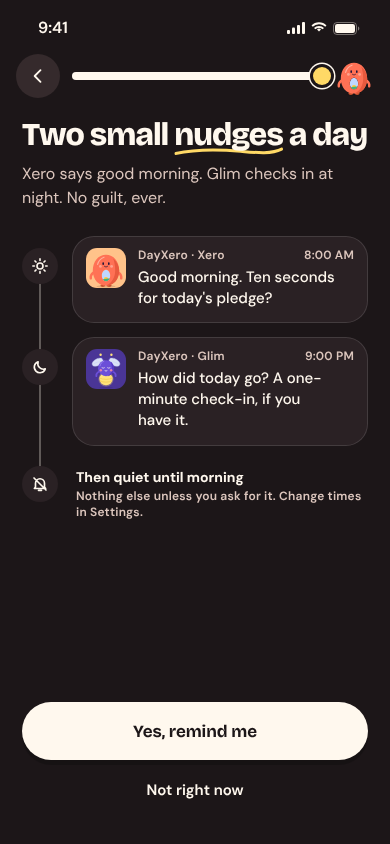 9:41
Two small nudges a day
Xero says good morning. Glim checks in at
night. No guilt, ever.
DayXero · Xero 8:00 AM
Good morning. Ten seconds
for today's pledge?
DayXero · Glim 9:00 PM
How did today go? A one-
minute check-in, if you
have it.
Then quiet until morning
Nothing else unless you ask for it. Change times
in Settings.
Yes, remind me
Not right now